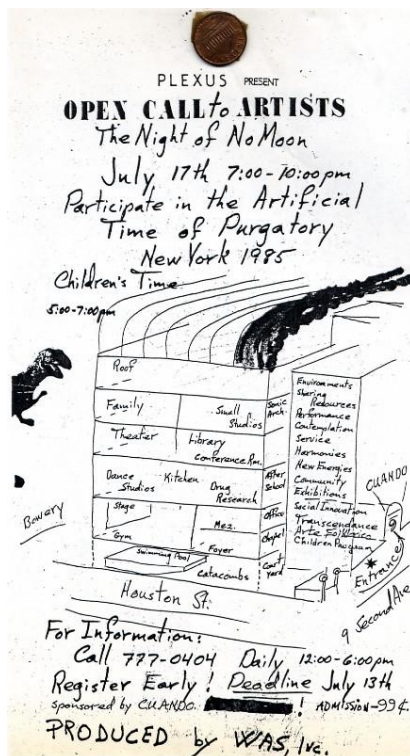 PLEXUS PRESENT
OPEN CALL to ARTISTS
The Night of No Moon
July 17th 7:00-10:00pm
Participate in the Artificial
Time of Purgatory
New York 1985
Children's Time
5:00-7:00pm
Roof
Family
Small Studios
Sonic Arch.
Theater
Library
Conference Rm.
Dance Studios
Kitchen
Drug Research
After School
Stage
Mez.
Office
Gym
Foyer
Chapel
Swimming Pool
Catacombs
Court yard
Environments
Sharing
Resources
Performance
Contemplation
Service
Harmonies
New Energies
Community
Exhibitions
Social Innovation
Transcendance
Arte Folklorico
Children Program
CUANDO
Entrance
Bowery
Houston St.
9 Second Ave
For Information:
Call 777-0404 Daily 12:00-6:00pm
Register Early! Deadline July 13th
sponsored by CUANDO. ! ADMISSION-99¢.
PRODUCED by WAS Inc.